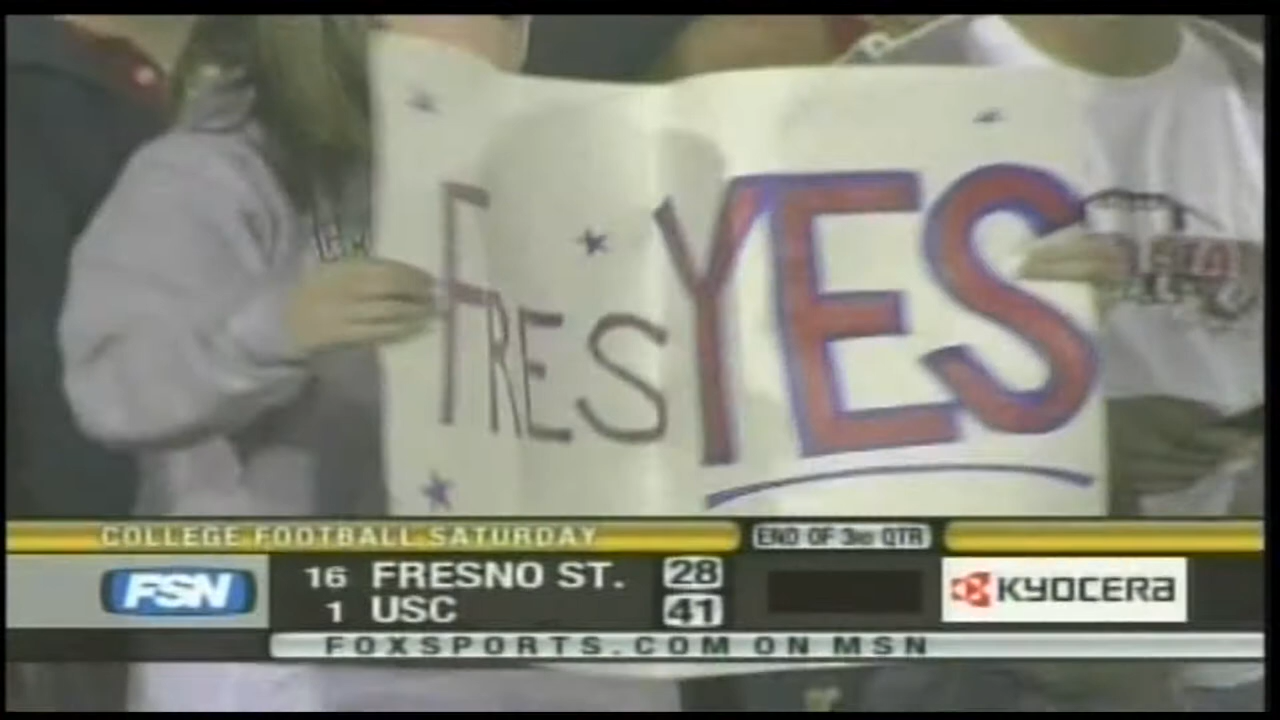 FRESYES
COLLEGE FOOTBALL SATURDAY
END OF 3RD QTR
FSN
16 FRESNO ST. 28
1 USC 41
KYOCERA
FOXSPORTS.COM ON MSN